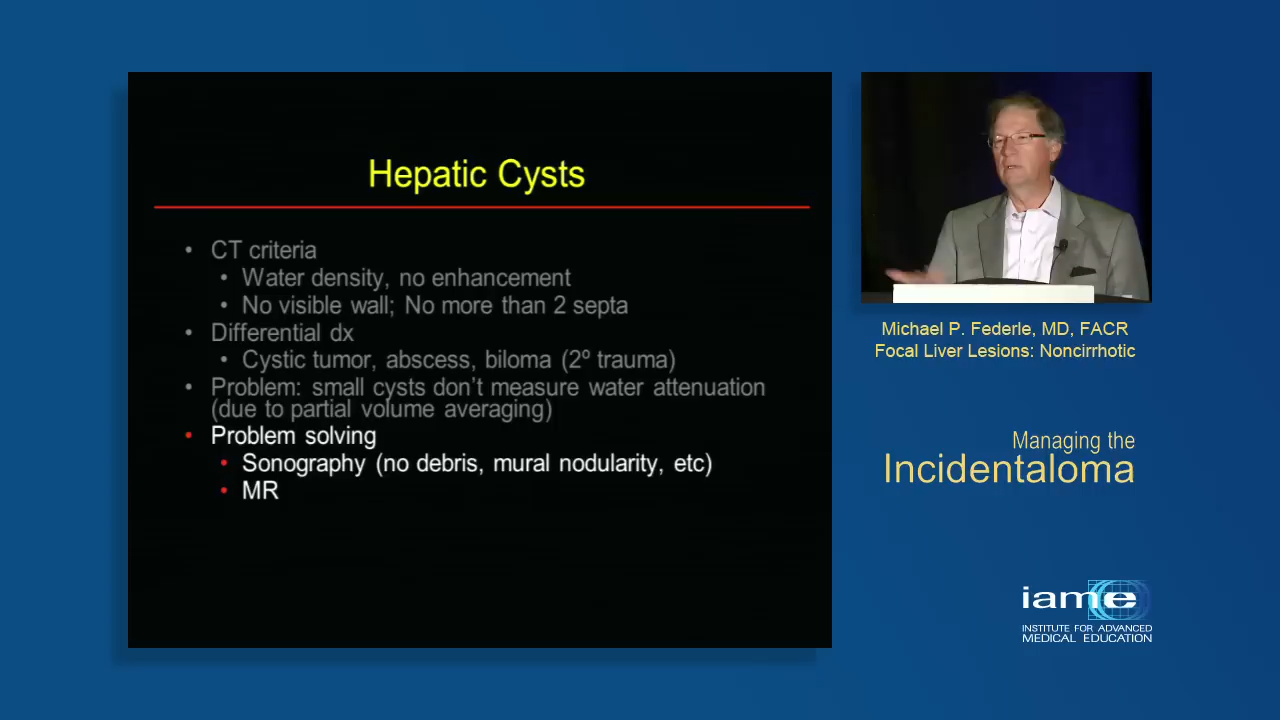 Hepatic Cysts
• CT criteria
• Water density, no enhancement
• No visible wall; No more than 2 septa
• Differential dx
• Cystic tumor, abscess, biloma (2º trauma)
• Problem: small cysts don't measure water attenuation
(due to partial volume averaging)
• Problem solving
• Sonography (no debris, mural nodularity, etc)
• MR
Michael P. Federle, MD, FACR
Focal Liver Lesions: Noncirrhotic
Managing the
Incidentaloma
iame
INSTITUTE FOR ADVANCED
MEDICAL EDUCATION